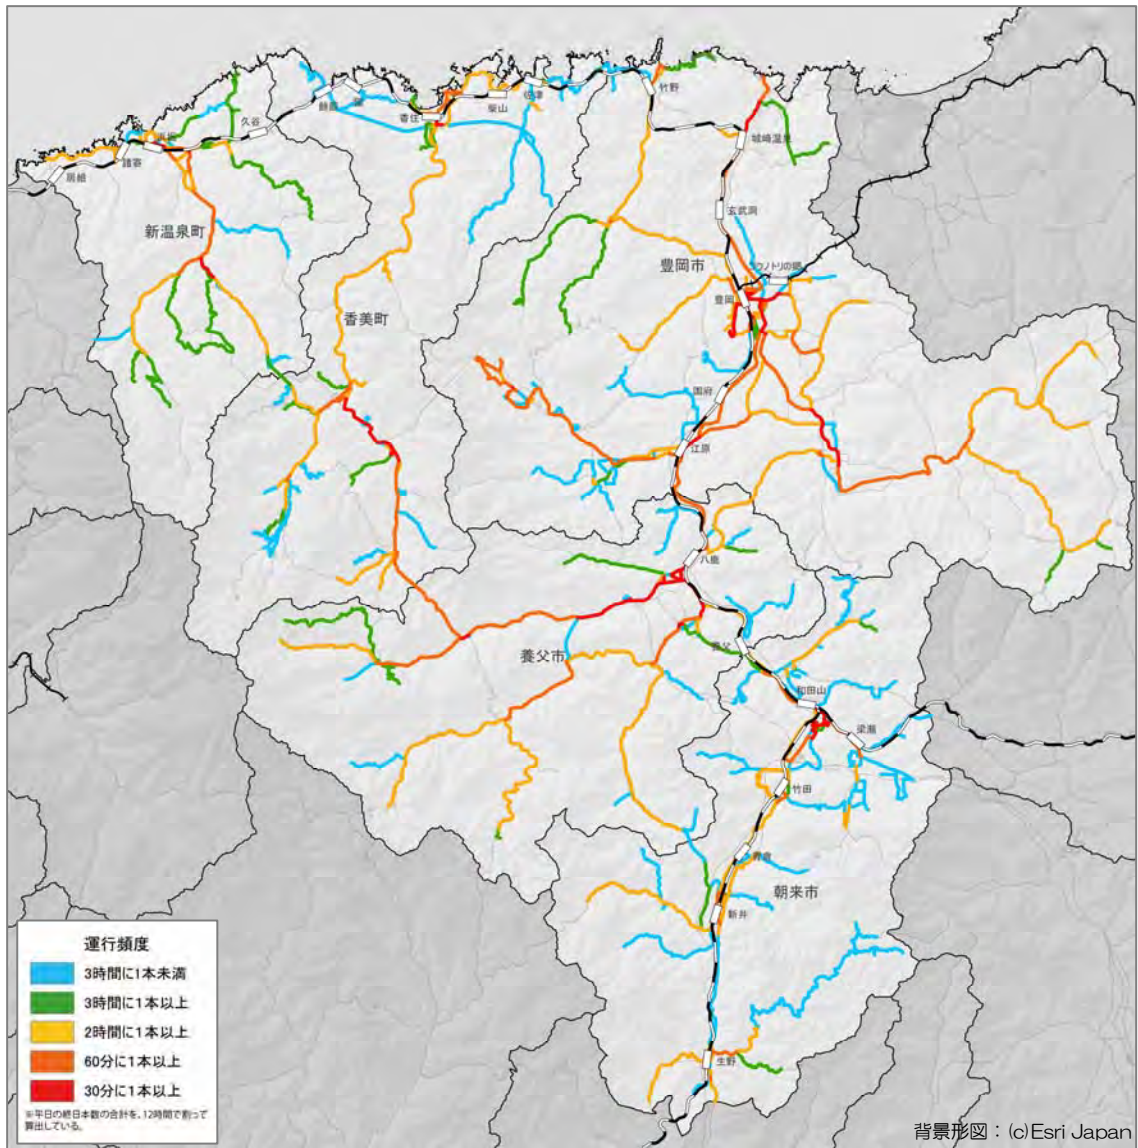 竹野
佐津
柴山
香住
鎧
餘部
久谷
浜坂
諸寄
居組
城崎温泉
玄武洞
新温泉町
豊岡市
コウノトリの郷
豊岡
香美町
国府
江原
八鹿
養父市
養父
和田山
梁瀬
竹田
青倉
朝来市
新井
生野
運行頻度
3時間に1本未満
3時間に1本以上
2時間に1本以上
60分に1本以上
30分に1本以上
※平日の終日本数の合計を、12時間で割って
算出している。
背景形図：(c)Esri Japan